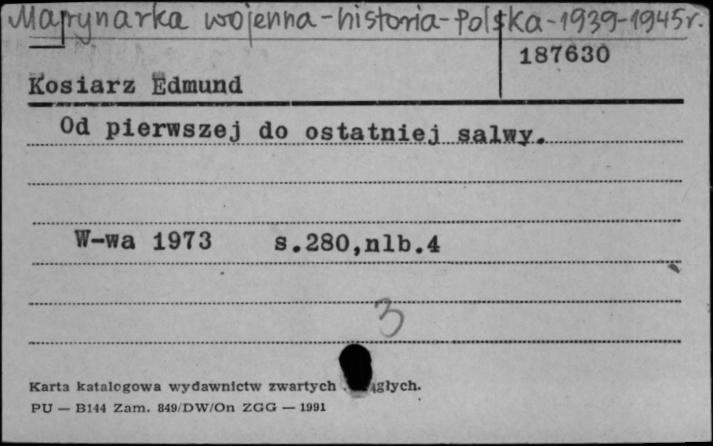 Marynarka wojenna-historia-Polska-1939-1945r.
187630
Kosiarz Edmund
Od pierwszej do ostatniej salwy.
W-wa 1973 s.280,nlb.4
3
Karta katalogowa wydawnictw zwartych głych.
PU — B144 Zam. 849/DW/On ZGG — 1991